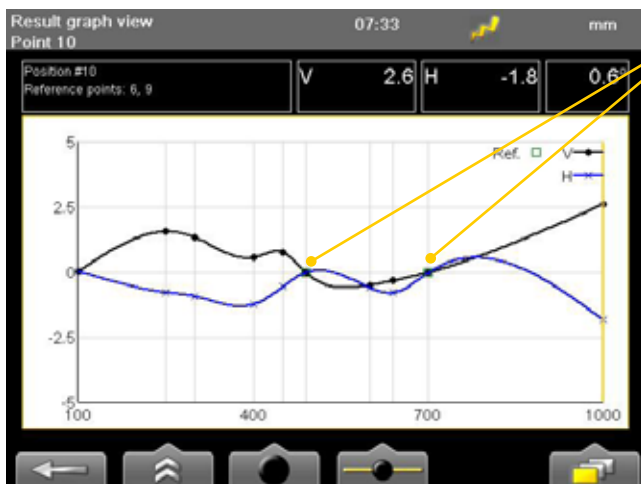 Result graph view
07:33
mm
Point 10
Position #10
Reference points: 6, 9
V 2.6
H -1.8
0.6°
Ref. V
H
5
2.5
0
-2.5
-5
100 400 700 1000